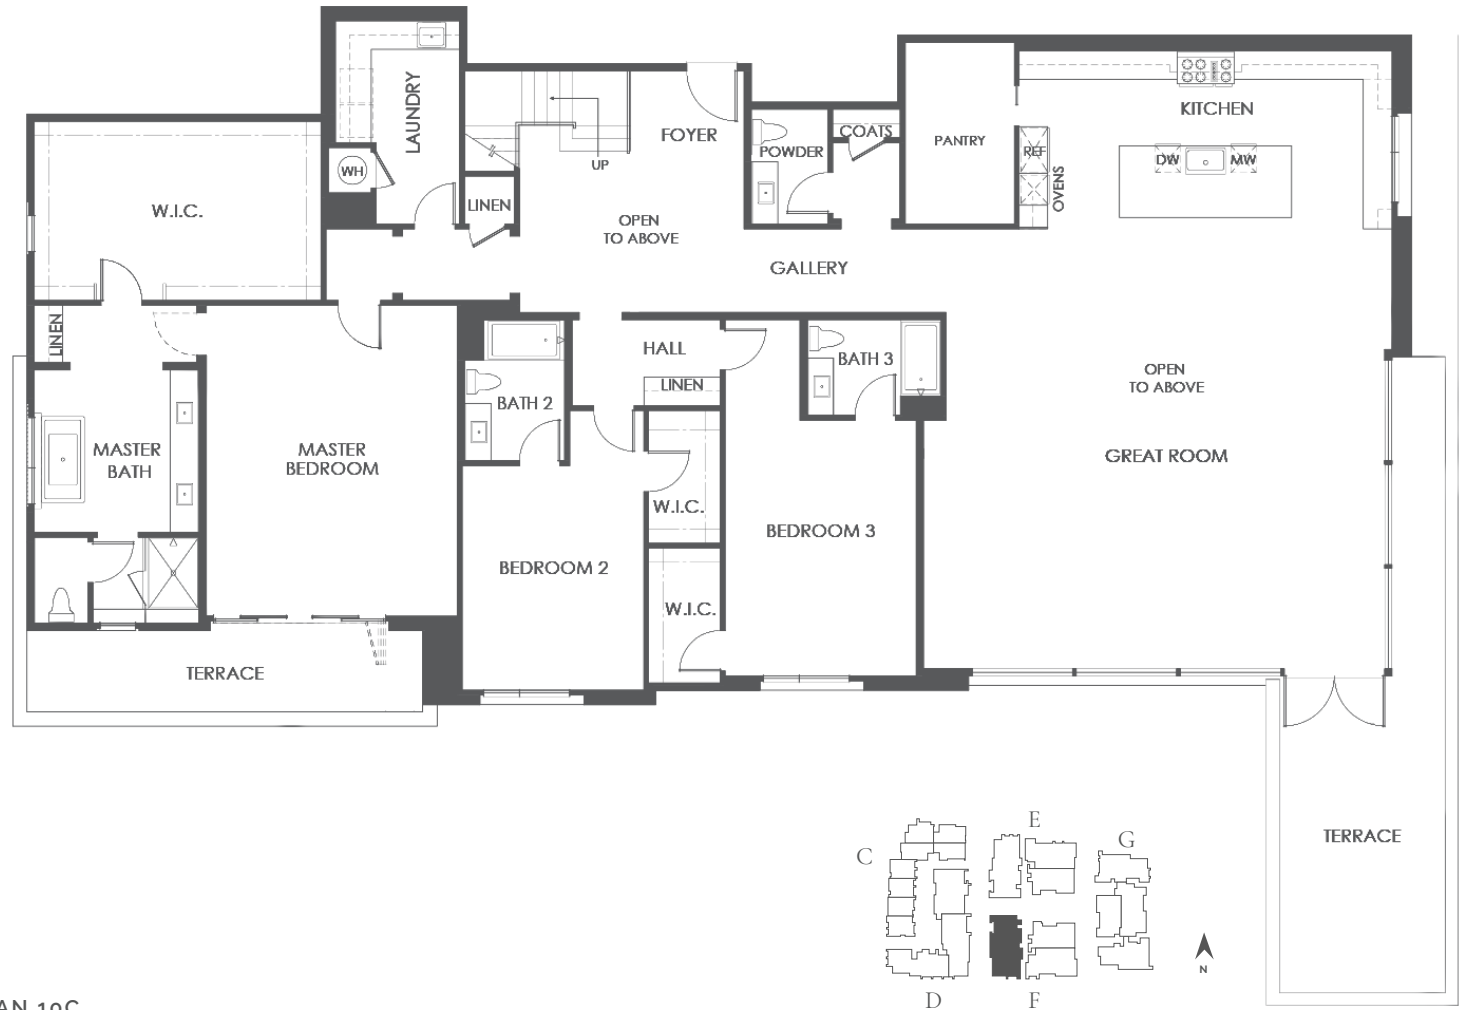 LAUNDRY
WH
LINEN
W.I.C.
LINEN
UP
FOYER
OPEN
TO ABOVE
POWDER
COATS
GALLERY
PANTRY
REF
OVENS
KITCHEN
DW
MW
OPEN
TO ABOVE
GREAT ROOM
HALL
LINEN
BATH 3
BATH 2
MASTER
BATH
MASTER
BEDROOM
W.I.C.
BEDROOM 3
BEDROOM 2
W.I.C.
TERRACE
TERRACE
E
C
G
N
D
F